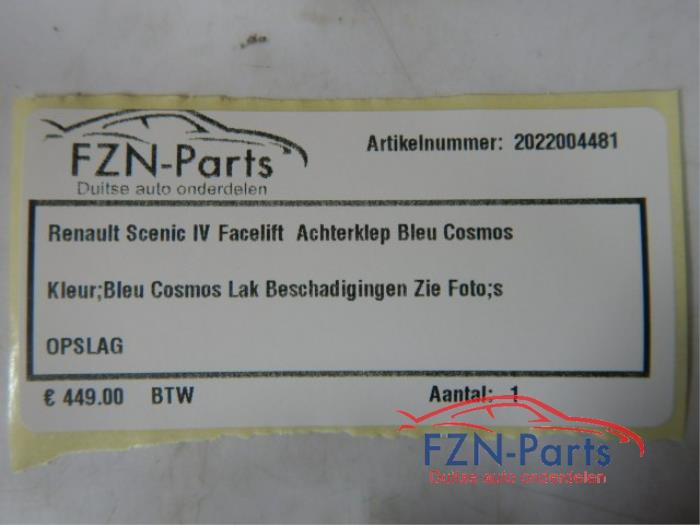 FZN-Parts
Duitse auto onderdelen
Artikelnummer: 2022004481
Renault Scenic IV Facelift Achterklep Bleu Cosmos
Kleur;Bleu Cosmos Lak Beschadigingen Zie Foto;s
OPSLAG
€ 449.00 BTW
Aantal: 1
FZN-Parts
Duitse auto onderdelen